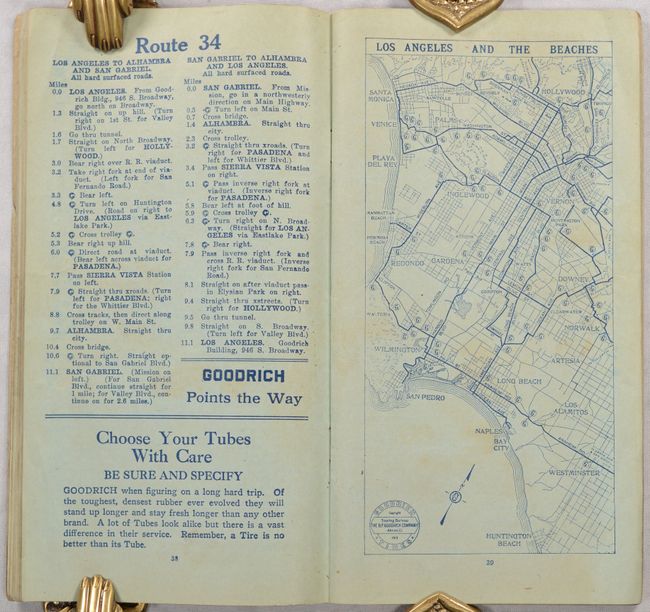 Route 34
LOS ANGELES TO ALHAMBRA
AND SAN GABRIEL.
All hard surfaced roads.
Miles
0.0 LOS ANGELES. From Good-
rich Bldg., 946 S. Broadway,
go north on Broadway.
1.3 Straight on up hill. (Turn
right on 1st St. for Valley
Blvd.)
1.6 Go thru tunnel.
1.7 Straight on North Broadway.
(Turn left for HOLLY-
WOOD.)
3.0 Bear right over R. R. viaduct.
3.2 Take right fork at end of via-
duct. (Left fork for San
Fernando Road.)
3.3 G Bear left.
4.8 G Turn left on Huntington
Drive. (Road on right to
LOS ANGELES via East-
lake Park.)
5.2 G Cross trolley G.
5.3 Bear right up hill.
6.0 G Direct road at viaduct.
(Bear left across viaduct for
PASADENA.)
7.7 Pass SIERRA VISTA Station
on left.
7.9 G Straight thru xroads. (Turn
left for PASADENA; right
for the Whittier Blvd.)
8.8 Cross tracks, then direct along
trolley on W. Main St.
9.7 ALHAMBRA. Straight thru
city.
10.4 Cross bridge.
10.6 G Turn right. Straight op-
tional to San Gabriel Blvd.)
11.1 SAN GABRIEL. (Mission on
left.) (For San Gabriel
Blvd., continue straight for
1 mile; for Valley Blvd., con-
tinue on for 2.6 miles.)
SAN GABRIEL TO ALHAMBRA
AND LOS ANGELES.
All hard surfaced roads.
Miles
0.0 SAN GABRIEL. From Mis-
sion, go in a northwesterly
direction on Main Highway.
0.5 G Turn left on Main St.
0.7 Cross bridge.
1.4 ALHAMBRA. Straight thru
city.
2.3 Cross trolley.
3.2 G Straight thru xroads. (Turn
right for PASADENA and
left for Whittier Blvd.)
3.4 Pass SIERRA VISTA Station
on right.
5.1 G Pass inverse right fork at
viaduct. (Inverse right fork
for PASADENA.)
5.8 Bear left at foot of hill.
5.9 G Cross trolley G.
6.3 G Turn right on N. Broad-
way. (Straight for LOS AN-
GELES via Eastlake Park.)
7.8 G Bear right.
7.9 Pass inverse right fork and
cross R. R. viaduct. (Inverse
right fork for San Fernando
Road.)
8.1 Straight on after viaduct pass-
in Elysian Park on right.
9.4 Straight thru xstreets. (Turn
right for HOLLYWOOD.)
9.5 Go thru tunnel.
9.8 Straight on S. Broadway.
(Turn left for Valley Blvd.)
11.1 LOS ANGELES. Goodrich
Building, 946 S. Broadway.
GOODRICH
Points the Way
Choose Your Tubes
With Care
BE SURE AND SPECIFY
GOODRICH when figuring on a long hard trip. Of
the toughest, densest rubber ever evolved they will
stand up longer and stay fresh longer than any other
brand. A lot of Tubes look alike but there is a vast
difference in their service. Remember, a Tire is no
better than its Tube.
38
LOS ANGELES AND THE BEACHES
SANTA
MONICA
HOLLYWOOD
PALMS
VENICE
PLAYA
DEL REY
INGLEWOOD
VERNON
MANHATTAN
BEACH
REDONDO
GARDENA
COMPTON
DOWNEY
CLEARWATER
NORWALK
WALTERIA
WILMINGTON
ARTESIA
LONG BEACH
SAN PEDRO
LOS
ALAMITOS
NAPLES
BAY
CITY
WESTMINSTER
HUNTINGTON
BEACH
Touring Bureau
THE B.F. GOODRICH COMPANY
39